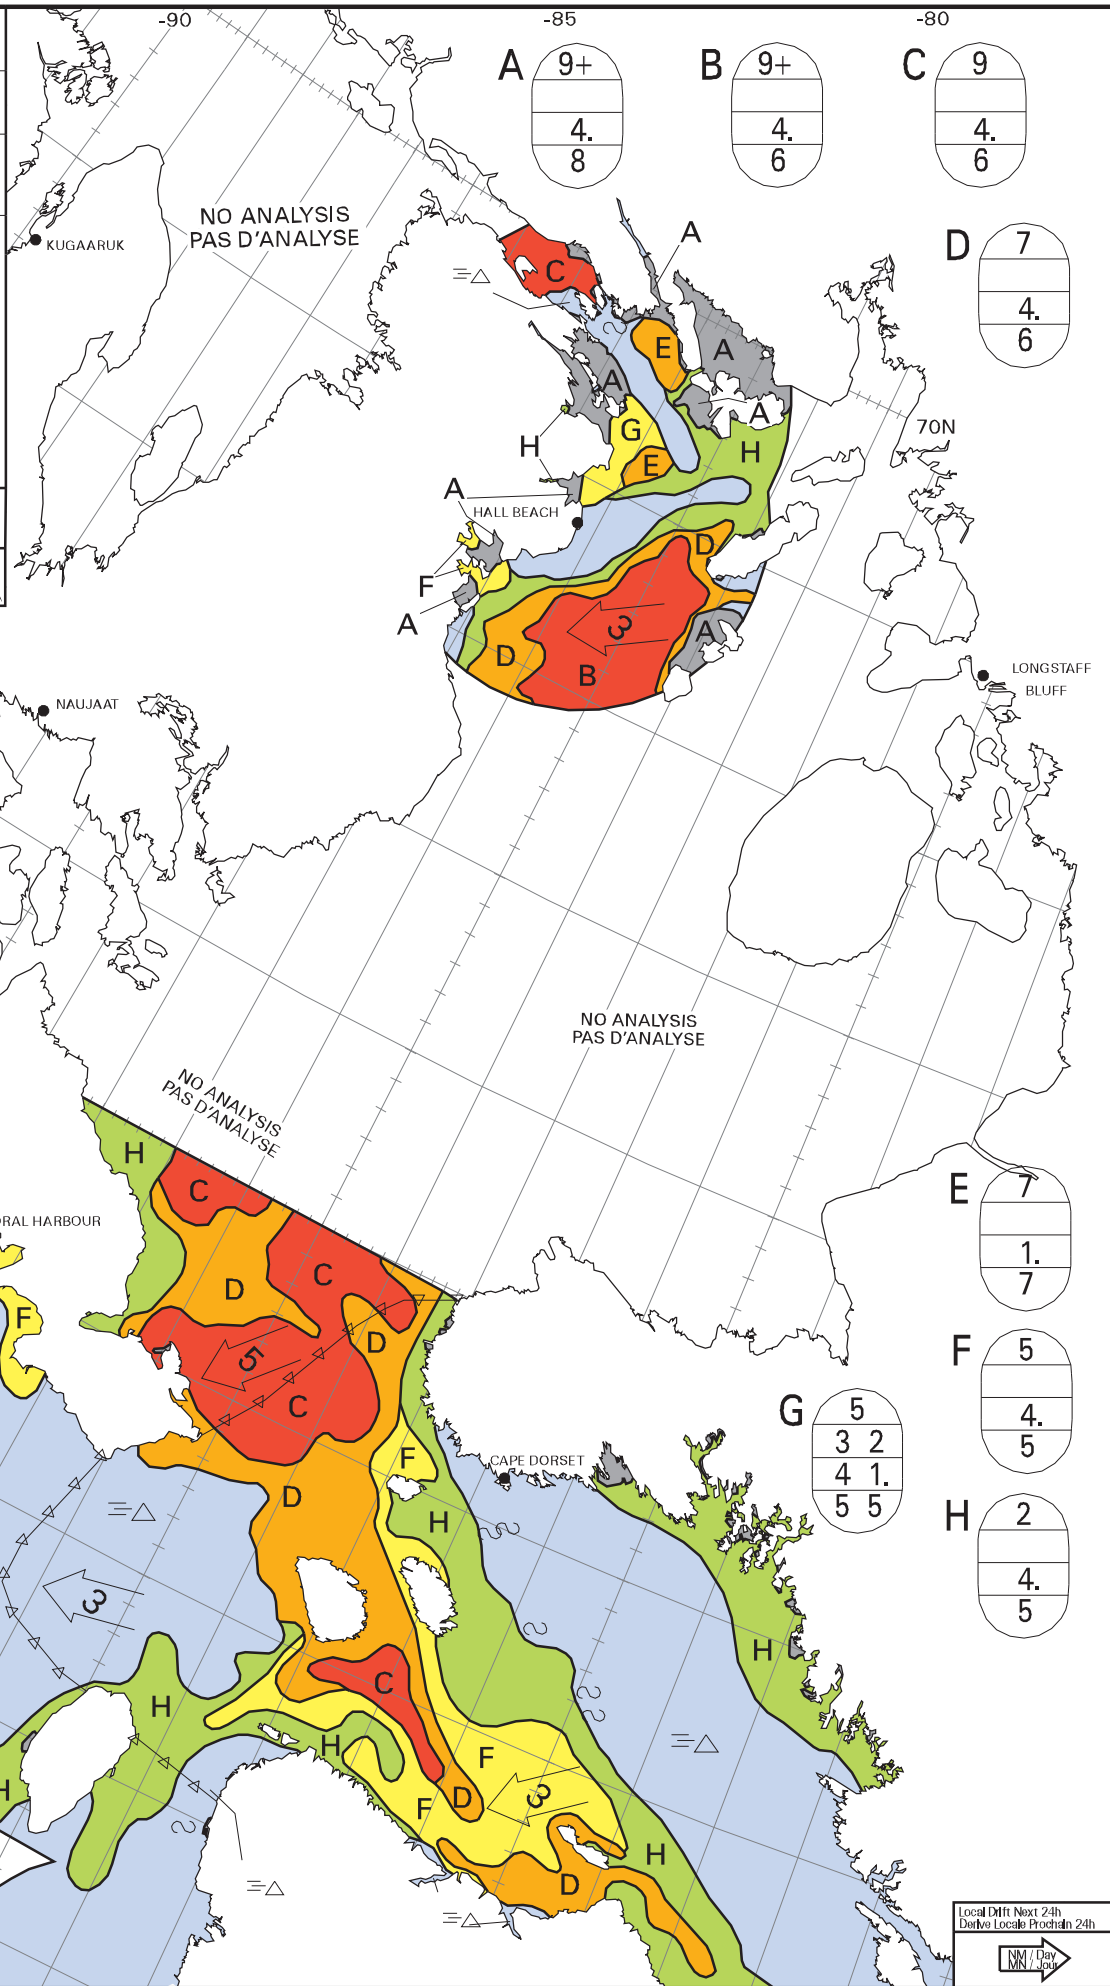 -90
-85
-80
A
9+
4.
8
B
9+
4.
6
C
9
4.
6
NO ANALYSIS
PAS D'ANALYSE
KUGAARUK
A
D
7
4.
6
C
E
A
A
A
70N
G
H
H
E
A
HALL BEACH
D
F
A
3
A
D
B
LONGSTAFF
BLUFF
NAUJAAT
NO ANALYSIS
PAS D'ANALYSE
NO ANALYSIS
PAS D'ANALYSE
H
C
E
7
1.
7
ORAL HARBOUR
C
D
F
D
F
5
4.
5
5
C
G
5
3 2
4 1.
5 5
F
CAPE DORSET
D
H
H
2
4.
5
3
H
C
H
H
F
H
F
D
3
H
D
Local Drift Next 24h
Derive Locale Prochain 24h
NM / Day
MN / Jour